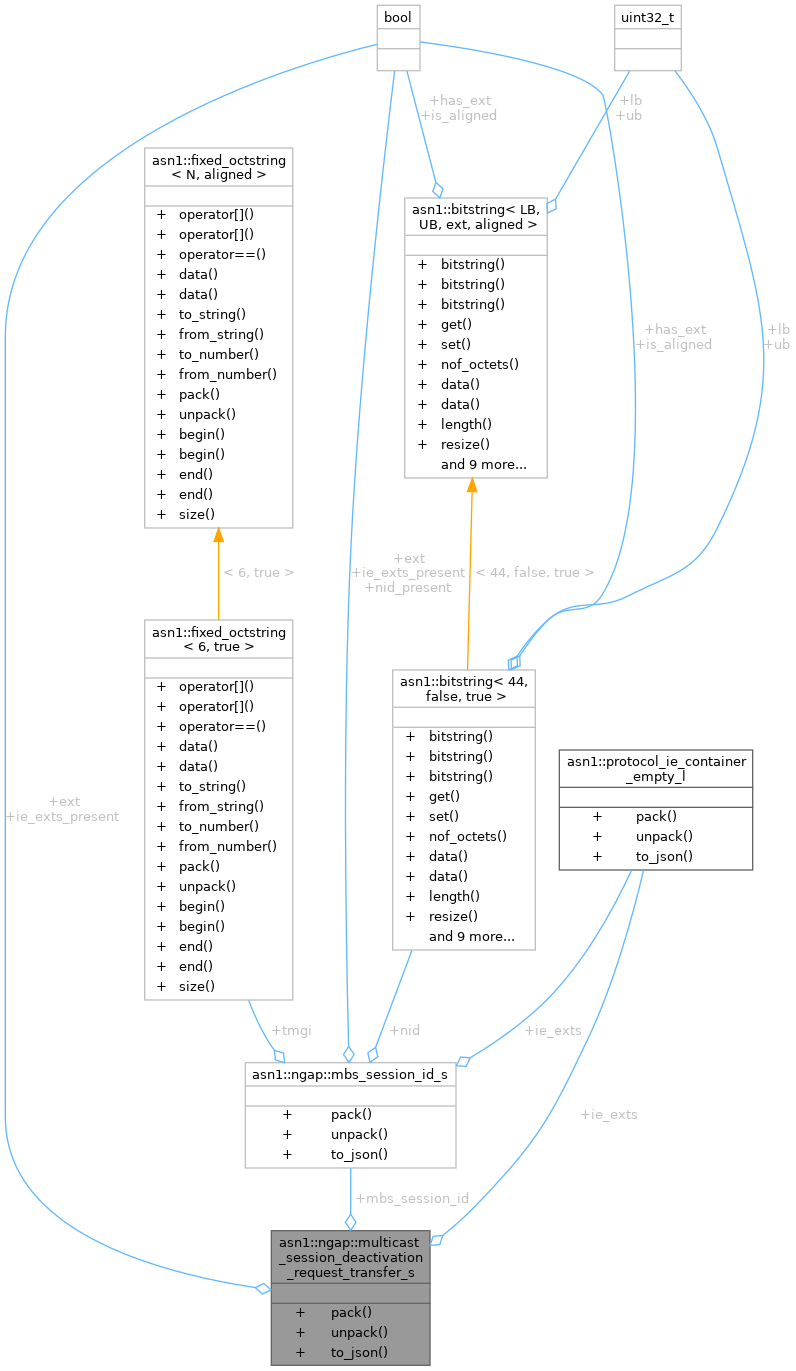 bool
uint32_t
+has_ext
+is_aligned
+lb
+ub
asn1::fixed_octstring
< N, aligned >
+ operator[]()
+ operator[]()
+ operator==()
+ data()
+ data()
+ to_string()
+ from_string()
+ to_number()
+ from_number()
+ pack()
+ unpack()
+ begin()
+ begin()
+ end()
+ end()
+ size()
asn1::bitstring< LB,
UB, ext, aligned >
+ bitstring()
+ bitstring()
+ bitstring()
+ get()
+ set()
+ nof_octets()
+ data()
+ data()
+ length()
+ resize()
and 9 more...
+has_ext
+is_aligned
+lb
+ub
< 6, true >
+ext
+ie_exts_present
+nid_present
< 44, false, true >
asn1::fixed_octstring
< 6, true >
+ operator[]()
+ operator[]()
+ operator==()
+ data()
+ data()
+ to_string()
+ from_string()
+ to_number()
+ from_number()
+ pack()
+ unpack()
+ begin()
+ begin()
+ end()
+ end()
+ size()
asn1::bitstring< 44,
false, true >
+ bitstring()
+ bitstring()
+ bitstring()
+ get()
+ set()
+ nof_octets()
+ data()
+ data()
+ length()
+ resize()
and 9 more...
asn1::protocol_ie_container
_empty_l
+ pack()
+ unpack()
+ to_json()
+ext
+ie_exts_present
+tmgi
+nid
+ie_exts
asn1::ngap::mbs_session_id_s
+ pack()
+ unpack()
+ to_json()
+ie_exts
+mbs_session_id
asn1::ngap::multicast
_session_deactivation
_request_transfer_s
+ pack()
+ unpack()
+ to_json()